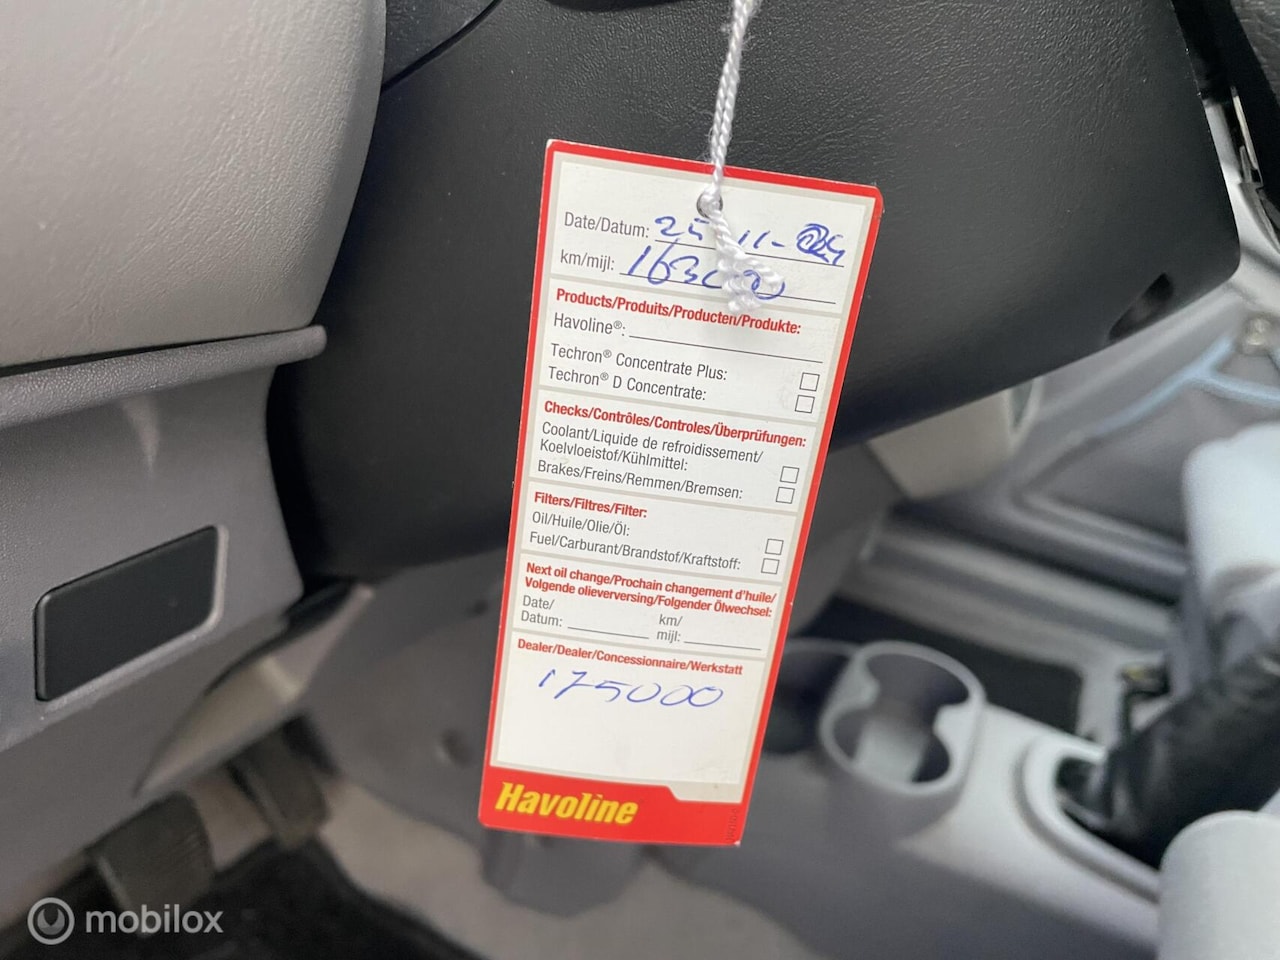 Date/Datum: 25 - 11 -
km/mijl:
Products/Produits/Producten/Produkte:
Havoline®:
Techron® Concentrate Plus:
Techron® D Concentrate:
Checks/Contrôles/Controles/Überprüfungen:
Coolant/Liquide de refroidissement/
Koelvloeistof/Kühlmittel:
Brakes/Freins/Remmen/Bremsen:
Filters/Filtres/Filter:
Oil/Huile/Olie/Öl:
Fuel/Carburant/Brandstof/Kraftstoff:
Next oil change/Prochain changement d'huile/
Volgende olieverversing/Folgender Ölwechsel:
Date/ km/
Datum: mijl:
Dealer/Dealer/Concessionnaire/Werkstatt
175000
Havoline
mobilox